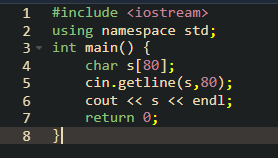 1 #include <iostream>
2 using namespace std;
3 int main() {
4     char s[80];
5     cin.getline(s,80);
6     cout << s << endl;
7     return 0;
8 }